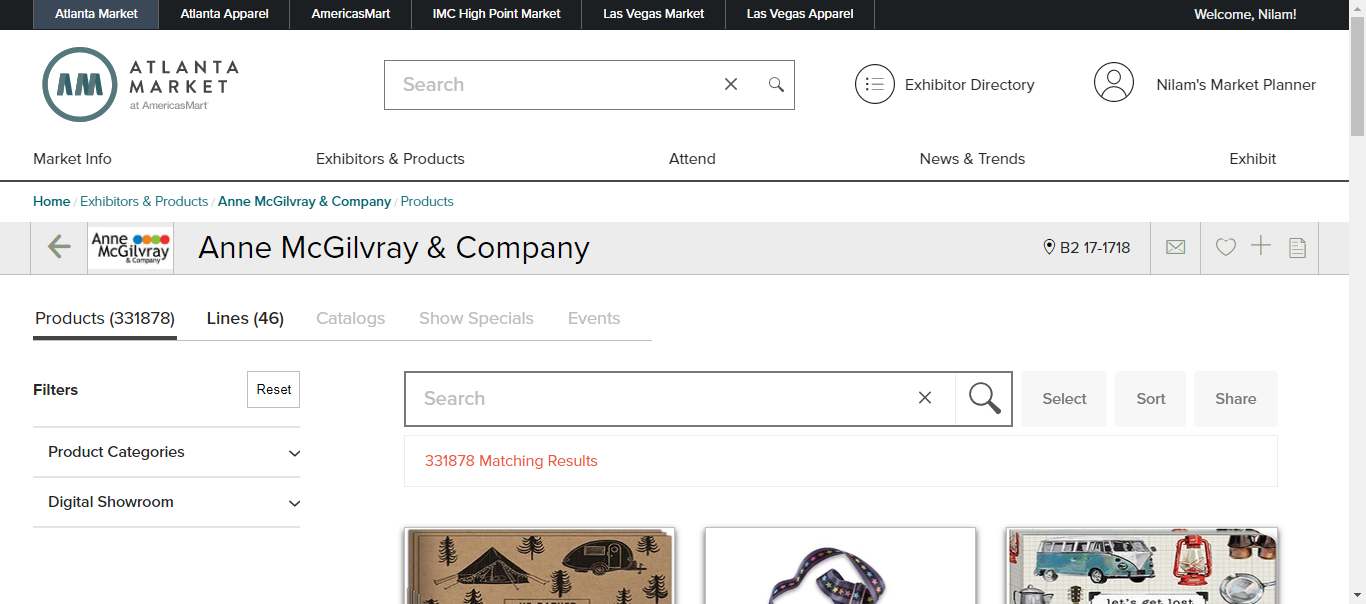 Atlanta Market Atlanta Apparel AmericasMart IMC High Point Market Las Vegas Market Las Vegas Apparel Welcome, Nilam!
AM ATLANTA MARKET at AmericasMart
Search
Exhibitor Directory
Nilam's Market Planner
Market Info Exhibitors & Products Attend News & Trends Exhibit
Home / Exhibitors & Products / Anne McGilvray & Company / Products
Anne McGilvray & Company
Anne McGilvray & Company
B2 17-1718
Products (331878) Lines (46) Catalogs Show Specials Events
Filters
Reset
Product Categories
Digital Showroom
Search
Select Sort Share
331878 Matching Results
let's get lost